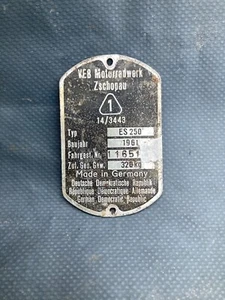 VEB Motorradwerk
Zschopau
1
14/3443
Typ ES 250
Baujahr 1961
Fahrgest. Nr. 11651
Zul. Ges. Gew. 320 kg
Made in Germany
Deutsche Demokratische Republik
République Démocratique Allemande
German Democratic Republic